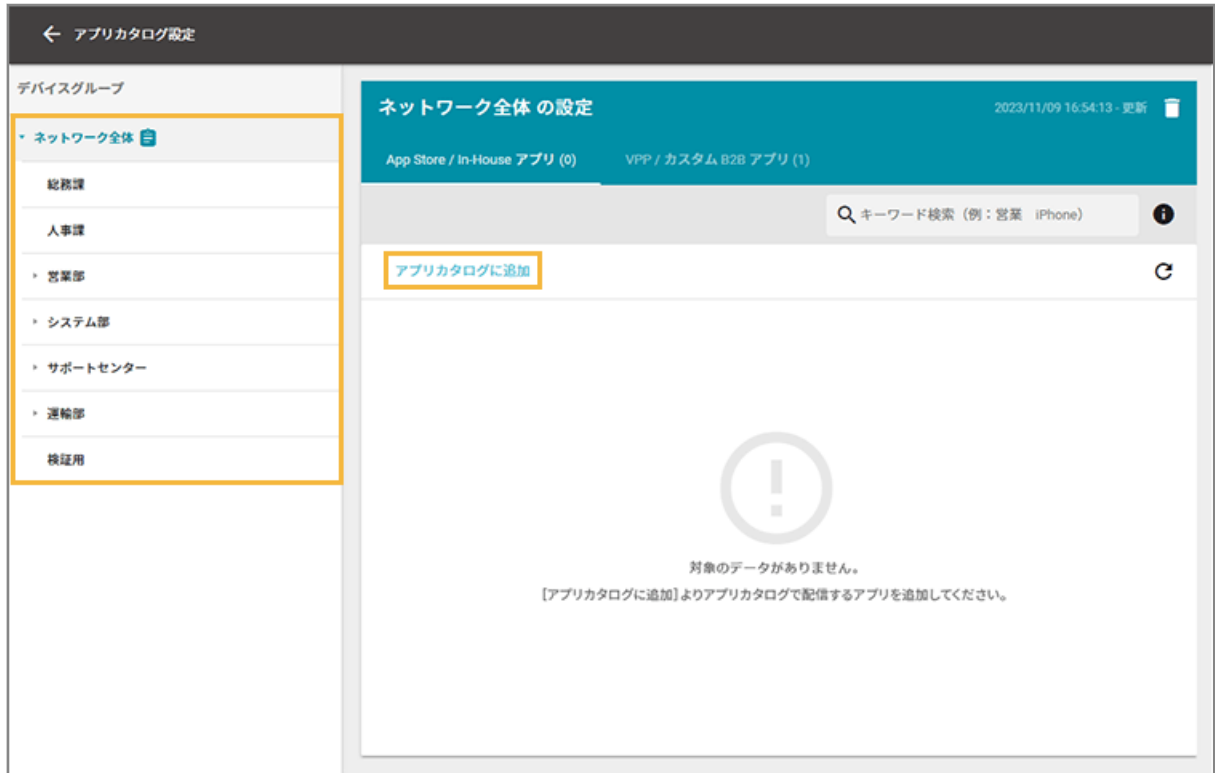 アプリカタログ設定
デバイスグループ
ネットワーク全体
総務課
人事課
営業部
システム部
サポートセンター
運輸部
検証用
ネットワーク全体 の設定
2023/11/09 16:54:13 - 更新
App Store / In-House アプリ (0)
VPP / カスタム B2B アプリ (1)
キーワード検索（例：営業　iPhone）
アプリカタログに追加
対象のデータがありません。
[アプリカタログに追加]よりアプリカタログで配信するアプリを追加してください。